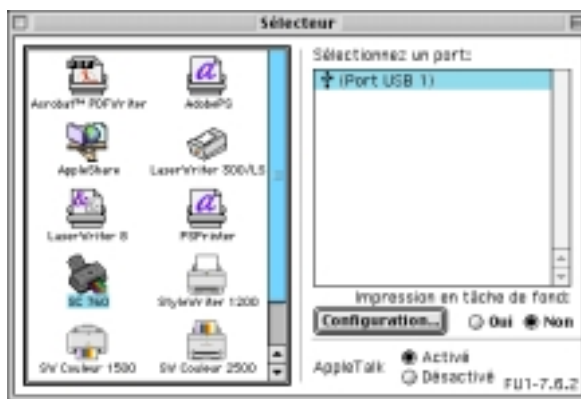 Sélecteur
Acrobat™ PDFWriter
AdobePS
AppleShare
LaserWriter 300/LS
LaserWriter 8
PSPrinter
SC 760
StyleWriter 1200
SW Couleur 1500
SW Couleur 2500
Sélectionnez un port:
(Port USB 1)
Impression en tâche de fond:
Configuration... Oui Non
AppleTalk Activé
Désactivé
FU1-7.6.2